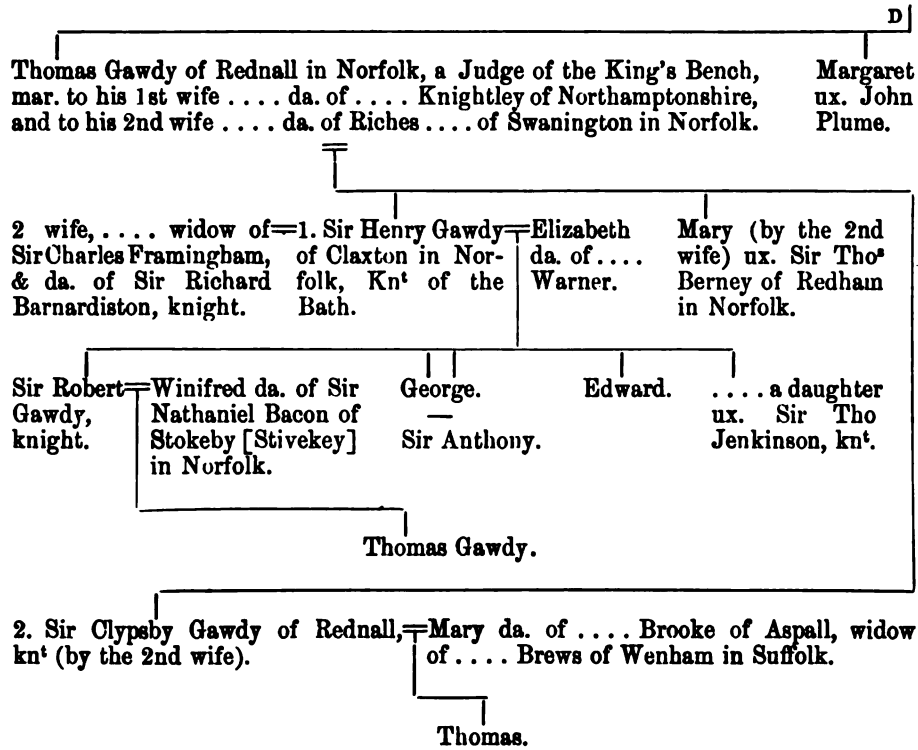 D
Thomas Gawdy of Rednall in Norfolk, a Judge of the King's Bench,
mar. to his 1st wife .... da. of .... Knightley of Northamptonshire,
and to his 2nd wife .... da. of Riches .... of Swanington in Norfolk.
Margaret
ux. John
Plume.
2 wife, .... widow of
Sir Charles Framingham,
& da. of Sir Richard
Barnardiston, knight.
1. Sir Henry Gawdy
of Claxton in Nor-
folk, Knᵗ of the
Bath.
Elizabeth
da. of ....
Warner.
Mary (by the 2nd
wife) ux. Sir Thoˢ
Berney of Redham
in Norfolk.
Sir Robert
Gawdy,
knight.
Winifred da. of Sir
Nathaniel Bacon of
Stokeby [Stivekey]
in Norfolk.
George.
—
Sir Anthony.
Edward.
.... a daughter
ux. Sir Tho
Jenkinson, knᵗ.
Thomas Gawdy.
2. Sir Clypsby Gawdy of Rednall,
knᵗ (by the 2nd wife).
Mary da. of .... Brooke of Aspall, widow
of .... Brews of Wenham in Suffolk.
Thomas.